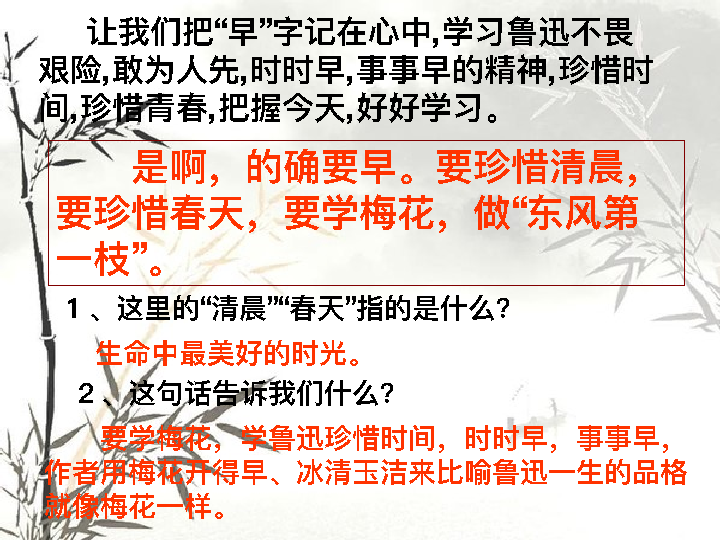 让我们把“早”字记在心中,学习鲁迅不畏
艰险,敢为人先,时时早,事事早的精神,珍惜时
间,珍惜青春,把握今天,好好学习。
是啊，的确要早。要珍惜清晨，
要珍惜春天，要学梅花，做“东风第
一枝”。
1、这里的“清晨”“春天”指的是什么？
生命中最美好的时光。
2、这句话告诉我们什么？
要学梅花，学鲁迅珍惜时间，时时早，事事早，
作者用梅花开得早、冰清玉洁来比喻鲁迅一生的品格
就像梅花一样。